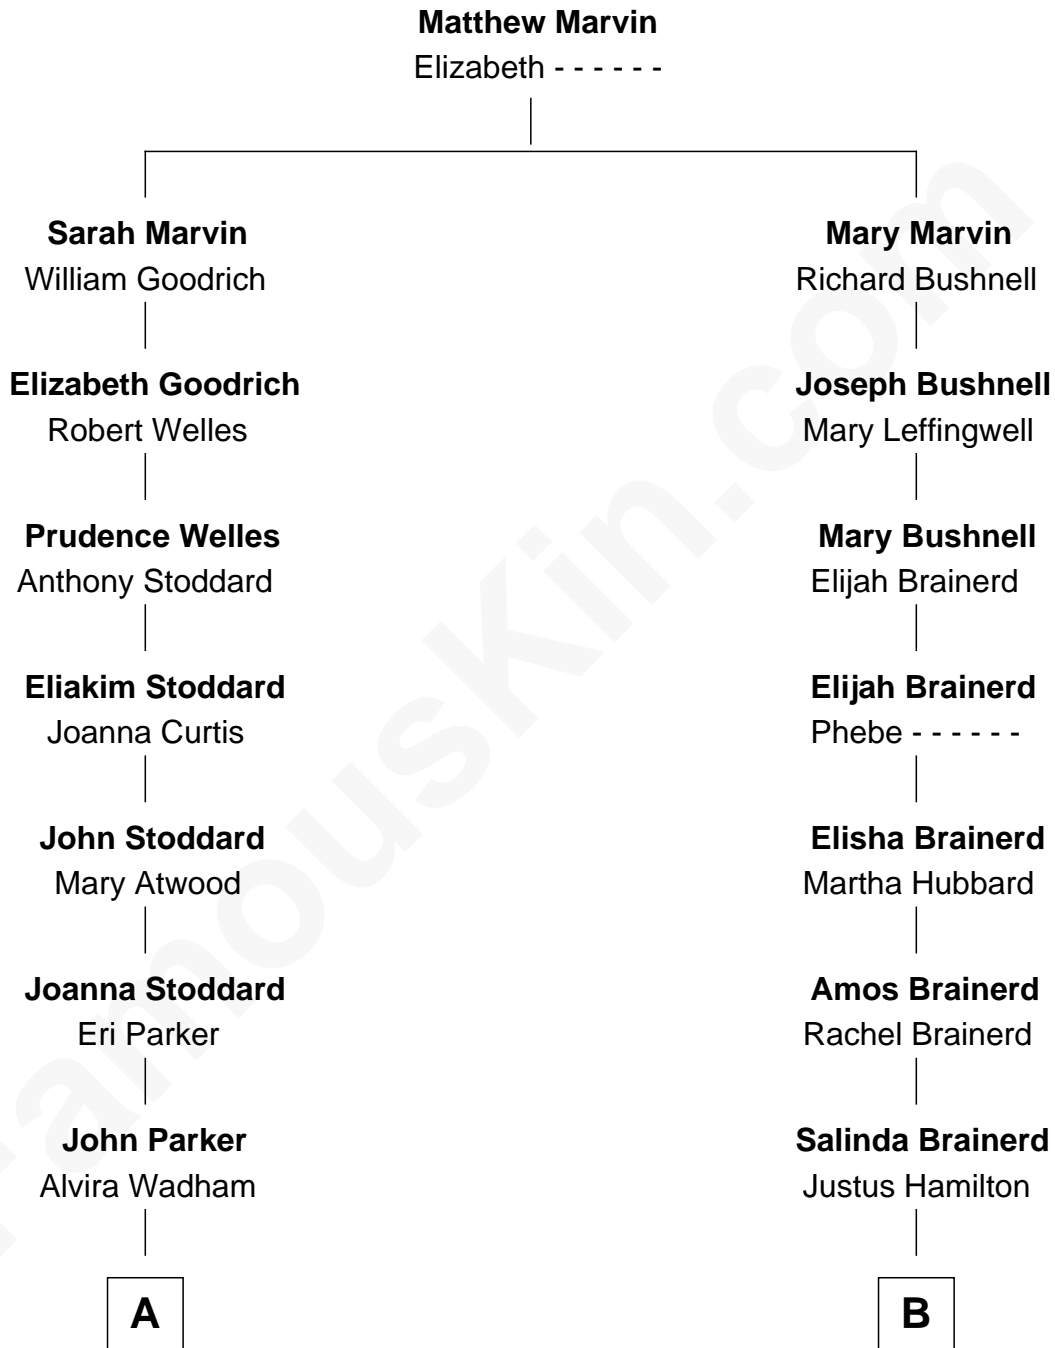 Matthew Marvin
Elizabeth - - - - - -
Sarah Marvin
William Goodrich
Mary Marvin
Richard Bushnell
Elizabeth Goodrich
Robert Welles
Joseph Bushnell
Mary Leffingwell
Prudence Welles
Anthony Stoddard
Mary Bushnell
Elijah Brainerd
Eliakim Stoddard
Joanna Curtis
Elijah Brainerd
Phebe - - - - - -
John Stoddard
Mary Atwood
Elisha Brainerd
Martha Hubbard
Joanna Stoddard
Eri Parker
Amos Brainerd
Rachel Brainerd
John Parker
Alvira Wadham
Salinda Brainerd
Justus Hamilton
A
B
FamousKin.com